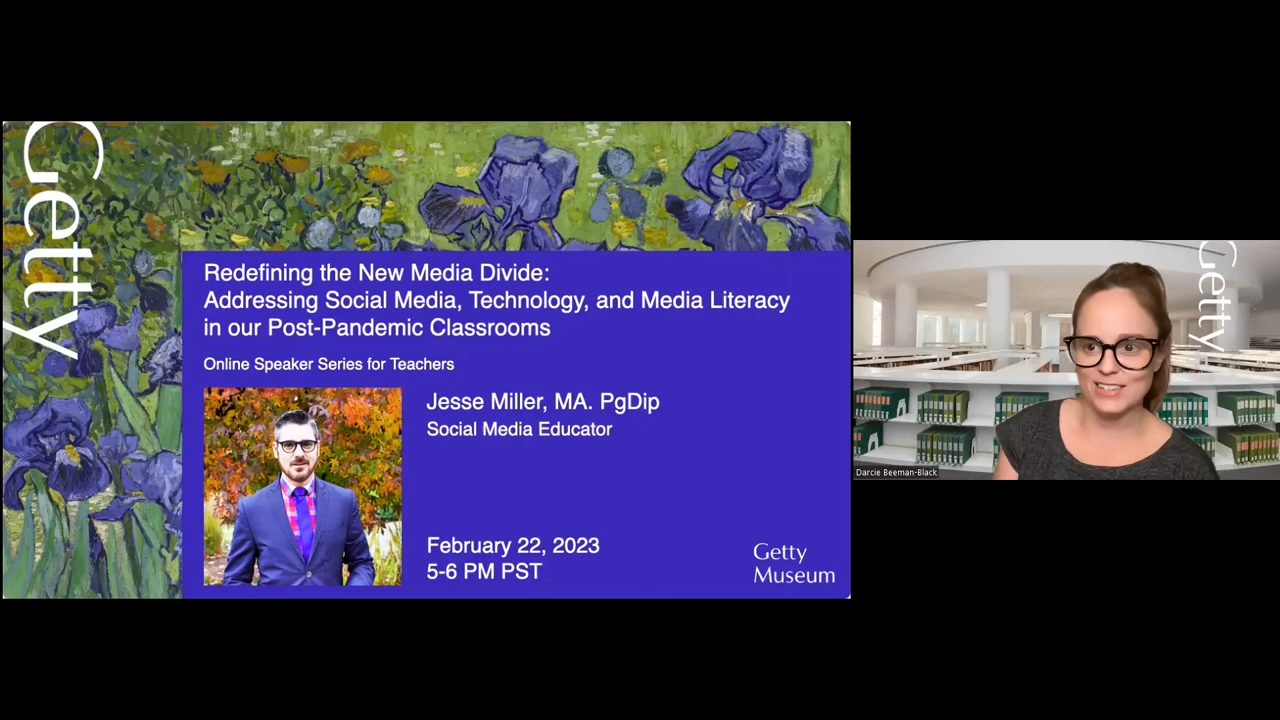 Getty
Redefining the New Media Divide:
Addressing Social Media, Technology, and Media Literacy
in our Post-Pandemic Classrooms
Online Speaker Series for Teachers
Jesse Miller, MA. PgDip
Social Media Educator
February 22, 2023
5-6 PM PST
Getty
Museum
Getty
Darcie Beeman-Black